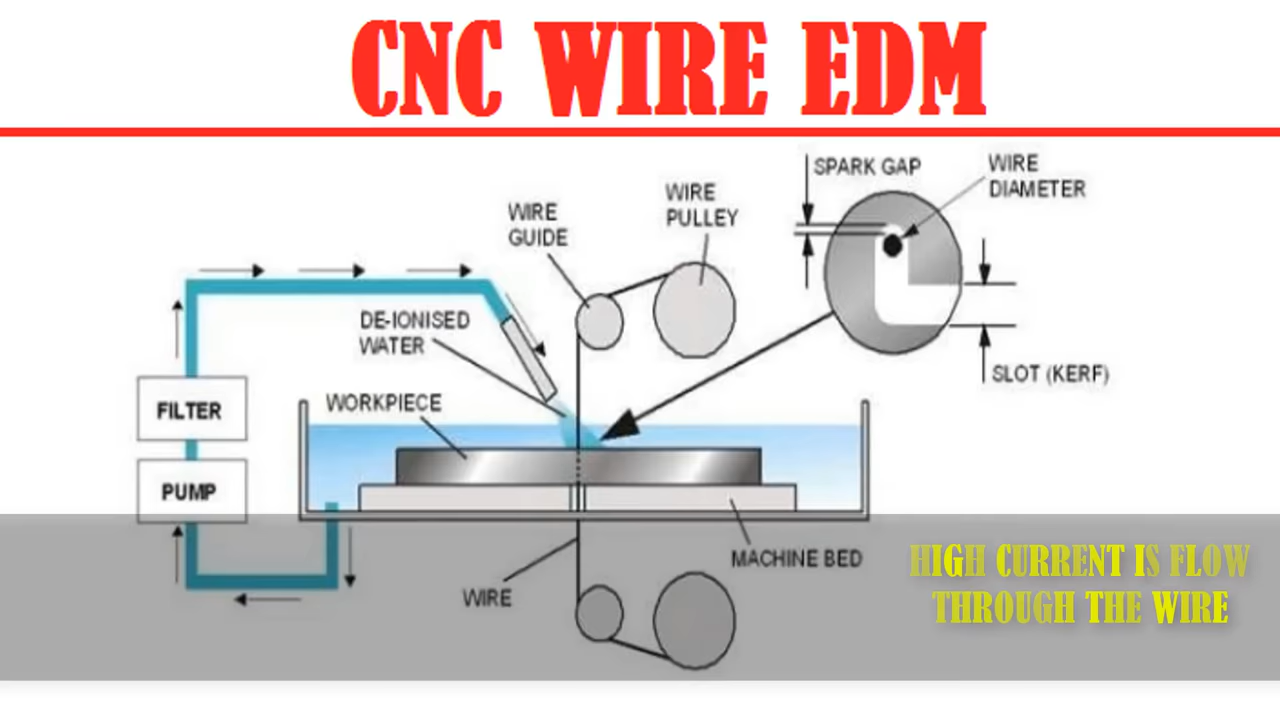 CNC WIRE EDM
SPARK GAP
WIRE
DIAMETER
WIRE
PULLEY
WIRE
GUIDE
DE-IONISED
WATER
SLOT (KERF)
WORKPIECE
FILTER
PUMP
MACHINE BED
WIRE
HIGH CURRENT IS FLOW
THROUGH THE WIRE